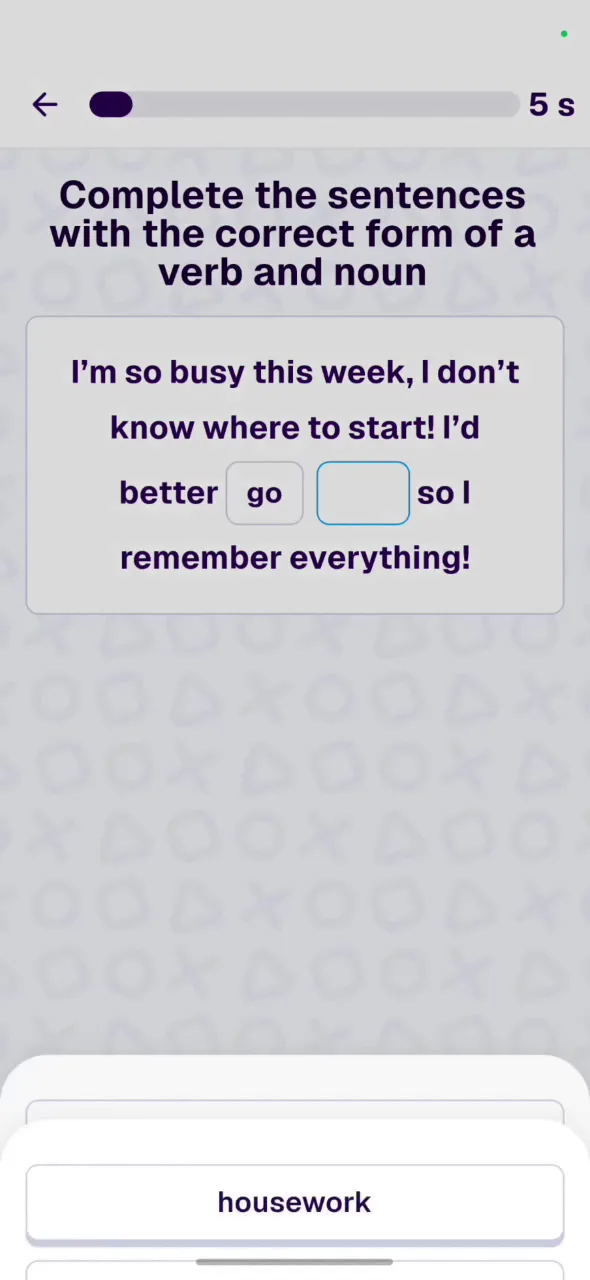 5 s
Complete the sentences
with the correct form of a
verb and noun
I’m so busy this week, I don’t
know where to start! I’d
better go so I
remember everything!
housework